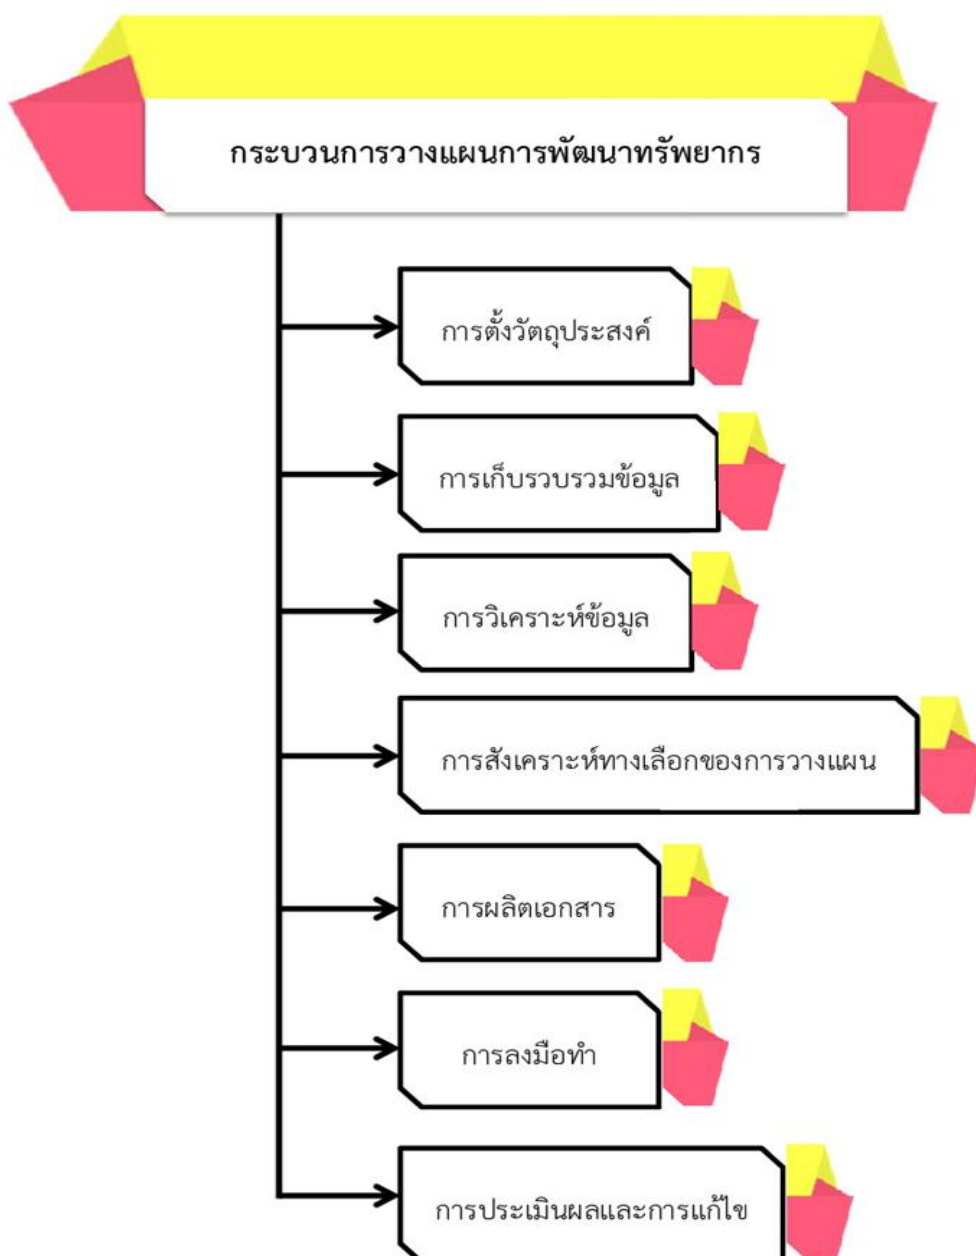 กระบวนการวางแผนการพัฒนาทรัพยากร
การตั้งวัตถุประสงค์
การเก็บรวบรวมข้อมูล
การวิเคราะห์ข้อมูล
การสังเคราะห์ทางเลือกของการวางแผน
การผลิตเอกสาร
การลงมือทำ
การประเมินผลและการแก้ไข